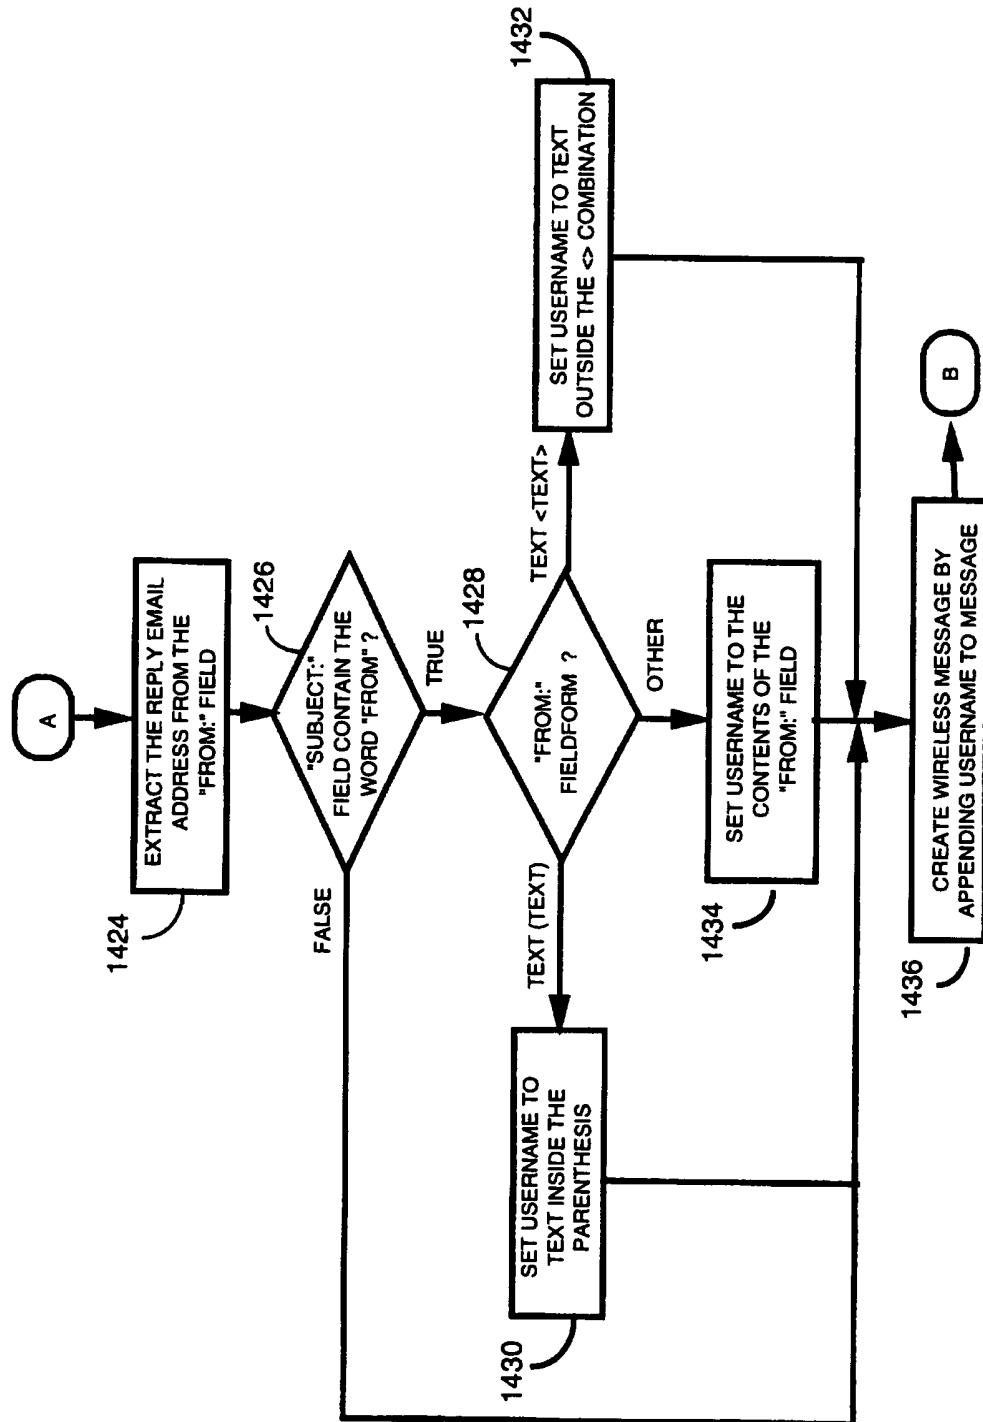 A
1424
EXTRACT THE REPLY EMAIL
ADDRESS FROM THE
"FROM:" FIELD
1426
"SUBJECT:"
FIELD CONTAIN THE
WORD "FROM" ?
FALSE
TRUE
1428
"FROM:"
FIELDFORM ?
TEXT (TEXT)
TEXT <TEXT>
OTHER
1430
SET USERNAME TO
TEXT INSIDE THE
PARENTHESIS
1432
SET USERNAME TO TEXT
OUTSIDE THE <> COMBINATION
1434
SET USERNAME TO THE
CONTENTS OF THE
"FROM:" FIELD
1436
CREATE WIRELESS MESSAGE BY
APPENDING USERNAME TO MESSAGE
B